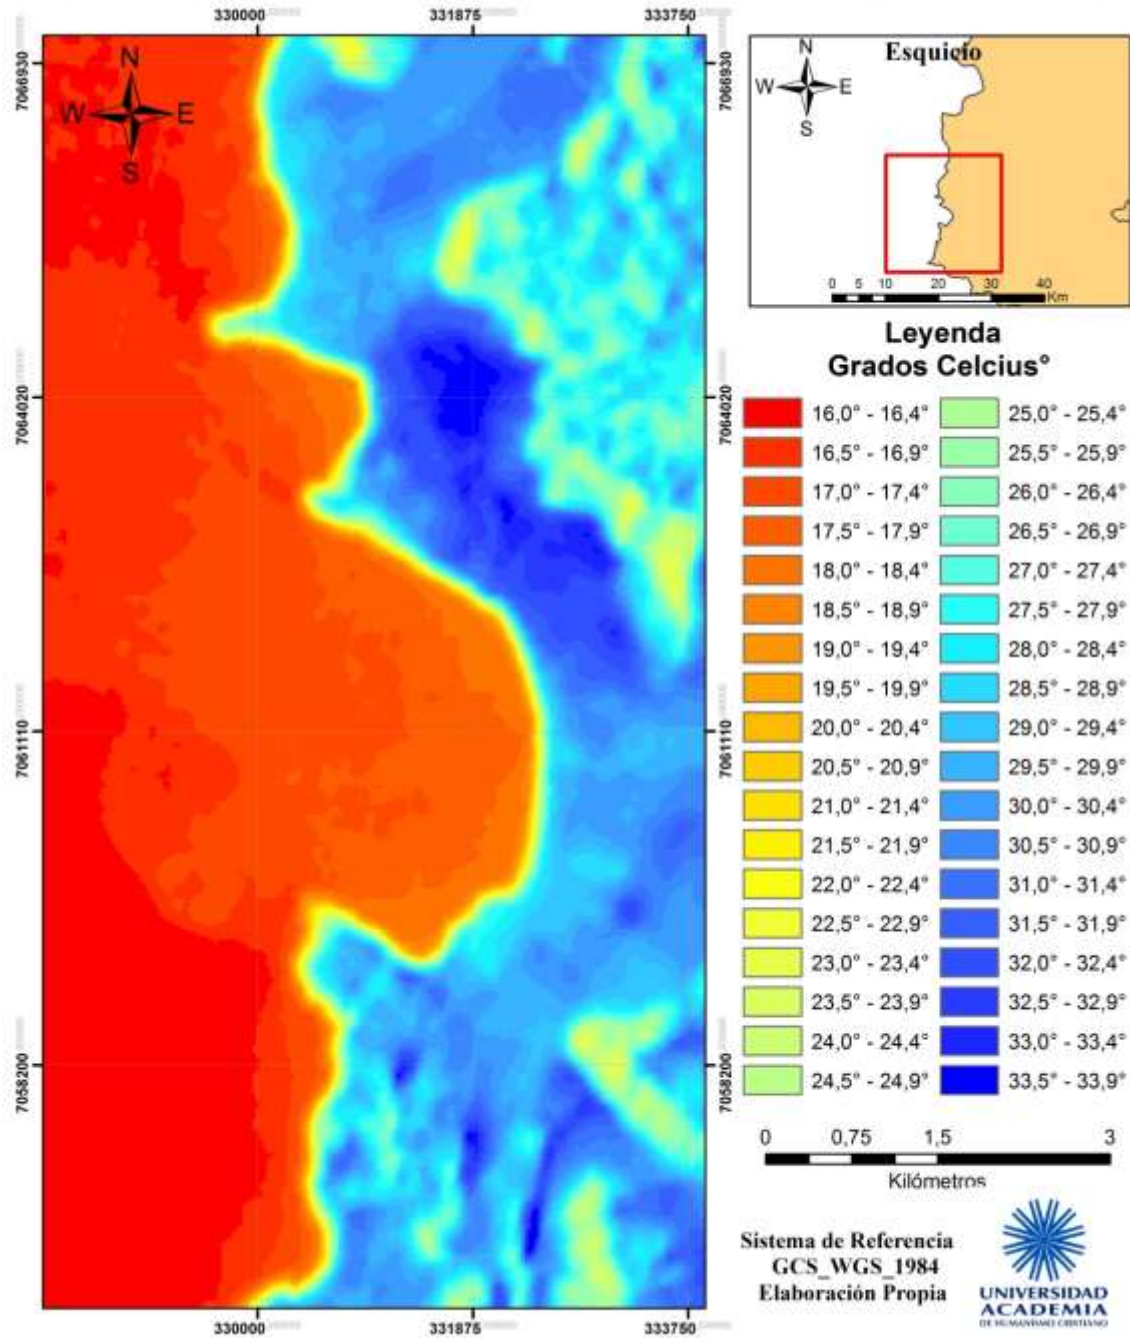 330000 331875 333750
7066930
7064020
7061110
7058200
N
W E
S
7066930
7064020
7061110
7058200
330000 331875 333750
Esquicio
N
W E
S
0 5 10 20 30 40
Km
Leyenda
Grados Celcius°
16,0° - 16,4°
16,5° - 16,9°
17,0° - 17,4°
17,5° - 17,9°
18,0° - 18,4°
18,5° - 18,9°
19,0° - 19,4°
19,5° - 19,9°
20,0° - 20,4°
20,5° - 20,9°
21,0° - 21,4°
21,5° - 21,9°
22,0° - 22,4°
22,5° - 22,9°
23,0° - 23,4°
23,5° - 23,9°
24,0° - 24,4°
24,5° - 24,9°
25,0° - 25,4°
25,5° - 25,9°
26,0° - 26,4°
26,5° - 26,9°
27,0° - 27,4°
27,5° - 27,9°
28,0° - 28,4°
28,5° - 28,9°
29,0° - 29,4°
29,5° - 29,9°
30,0° - 30,4°
30,5° - 30,9°
31,0° - 31,4°
31,5° - 31,9°
32,0° - 32,4°
32,5° - 32,9°
33,0° - 33,4°
33,5° - 33,9°
0 0,75 1,5 3
Kilómetros
Sistema de Referencia
GCS_WGS_1984
Elaboración Propia
UNIVERSIDAD
ACADEMIA
DE HUMANISMO CRISTIANO